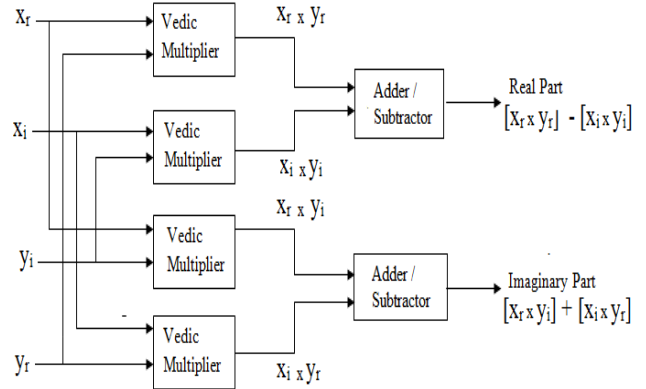 xr
Vedic
Multiplier
xr x yr
Adder /
Subtractor
Real Part
[xr x yr] - [xi x yi]
xi
Vedic
Multiplier
xi x yi
xr x yi
yi
Vedic
Multiplier
Adder /
Subtractor
Imaginary Part
[xr x yi] + [xi x yr]
yr
Vedic
Multiplier
xi x yr